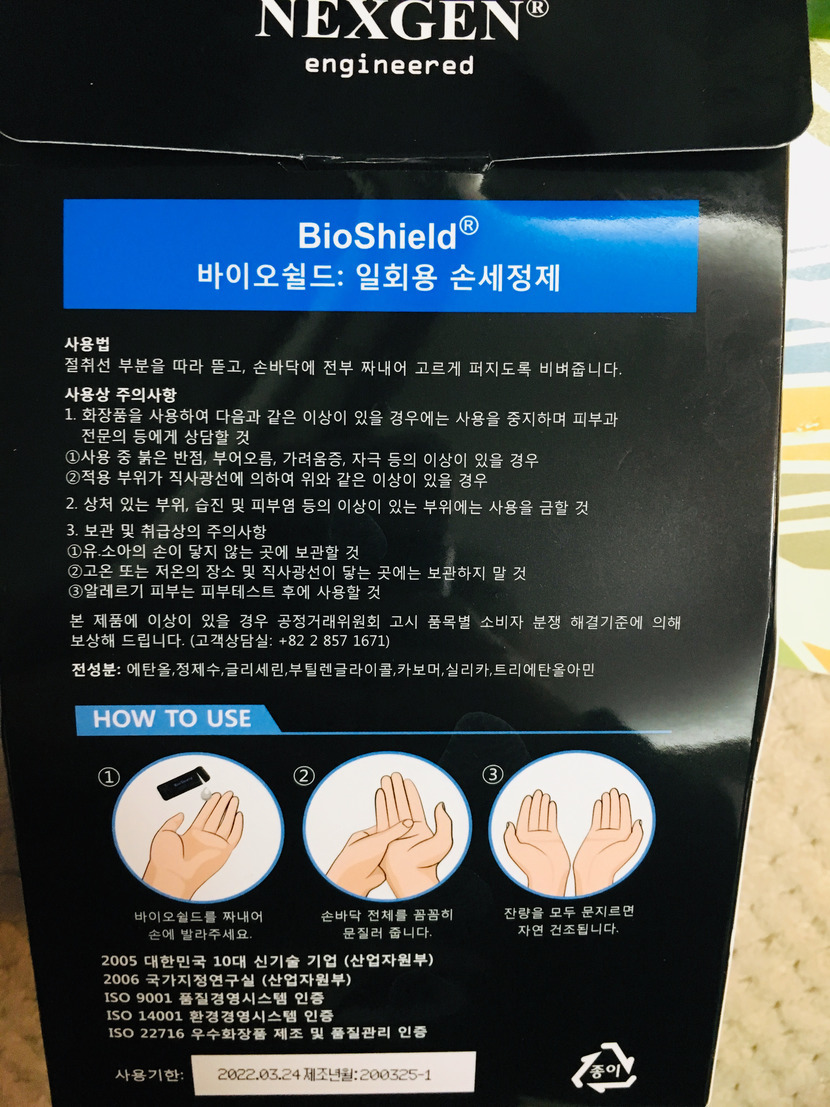 NEXGEN®
engineered
BioShield®
바이오쉴드: 일회용 손세정제
사용법
절취선 부분을 따라 뜯고, 손바닥에 전부 짜내어 고르게 퍼지도록 비벼줍니다.
사용상 주의사항
1. 화장품을 사용하여 다음과 같은 이상이 있을 경우에는 사용을 중지하며 피부과
전문의 등에게 상담할 것
①사용 중 붉은 반점, 부어오름, 가려움증, 자극 등의 이상이 있을 경우
②적용 부위가 직사광선에 의하여 위와 같은 이상이 있을 경우
2. 상처 있는 부위, 습진 및 피부염 등의 이상이 있는 부위에는 사용을 금할 것
3. 보관 및 취급상의 주의사항
①유.소아의 손이 닿지 않는 곳에 보관할 것
②고온 또는 저온의 장소 및 직사광선이 닿는 곳에는 보관하지 말 것
③알레르기 피부는 피부테스트 후에 사용할 것
본 제품에 이상이 있을 경우 공정거래위원회 고시 품목별 소비자 분쟁 해결기준에 의해
보상해 드립니다. (고객상담실: +82 2 857 1671)
전성분: 에탄올,정제수,글리세린,부틸렌글라이콜,카보머,실리카,트리에탄올아민
HOW TO USE
① ② ③
바이오쉴드를 짜내어
손에 발라주세요.
손바닥 전체를 꼼꼼히
문질러 줍니다.
잔량을 모두 문지르면
자연 건조됩니다.
2005 대한민국 10대 신기술 기업 (산업자원부)
2006 국가지정연구실 (산업자원부)
ISO 9001 품질경영시스템 인증
ISO 14001 환경경영시스템 인증
ISO 22716 우수화장품 제조 및 품질관리 인증
사용기한: 2022.03.24 제조년월:200325-1
종이